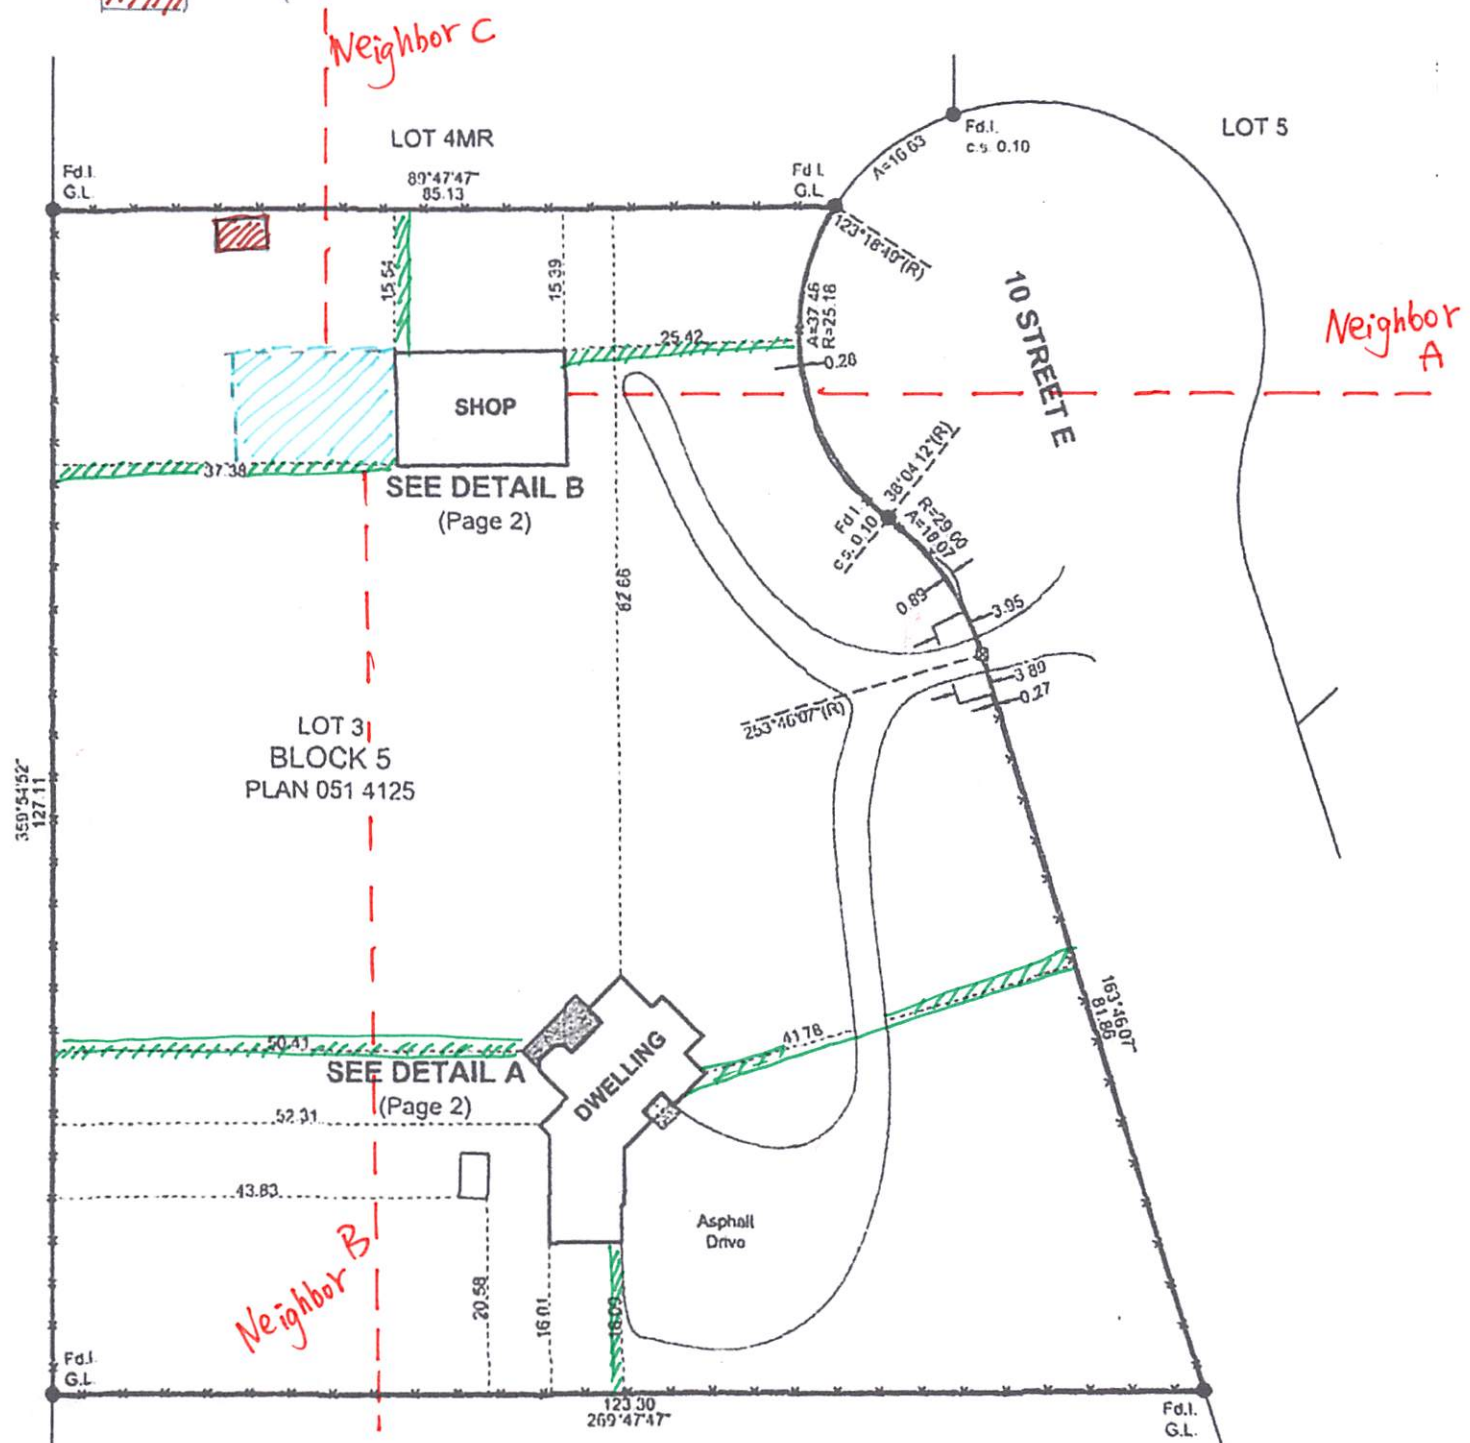 Neighbor C
LOT 4MR
LOT 5
Fd.I.
G.L.
89°47'47"
85.13
Fd I.
G.L.
A=16.63
Fd.I.
c.s. 0.10
123°18'49"(R)
15.54
15.39
A=37.46
R=25.18
10 STREET E
Neighbor
A
25.42
0.28
SHOP
37.38
SEE DETAIL B
(Page 2)
38°04'12"(R)
Fd I.
c.s. 0.10
R=29.60
A=18.07
62.66
0.89
3.95
3.89
0.27
253°46'07"(R)
LOT 3
BLOCK 5
PLAN 051 4125
359°54'52"
127.11
163°46'07"
81.86
50.41
SEE DETAIL A
(Page 2)
DWELLING
41.78
52.31
43.83
Neighbor B
20.58
16.01
16.09
Asphalt
Drive
Fd.I.
G.L.
123.30
269°47'47"
Fd.I.
G.L.